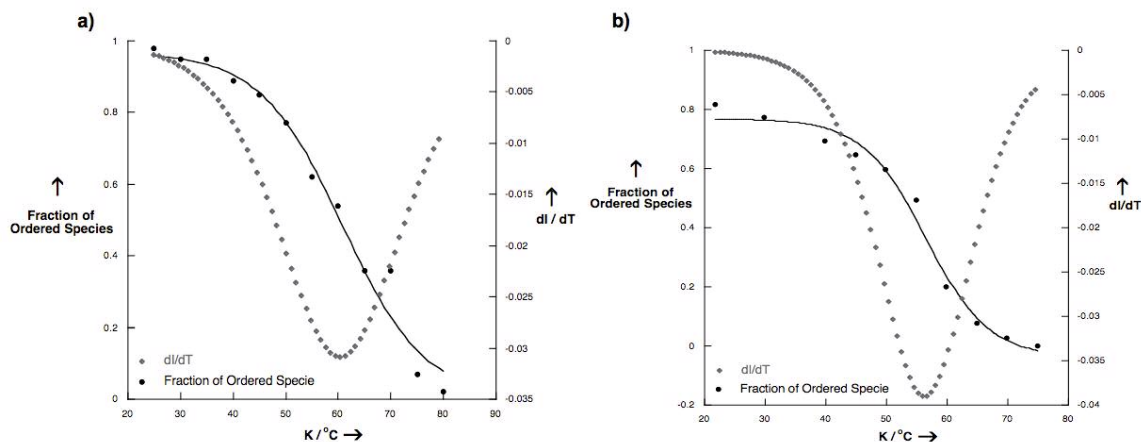 a)
1
0.8
0.6
0.4
0.2
0
↑
Fraction of
Ordered Species
0
-0.005
-0.01
-0.015
-0.02
-0.025
-0.03
-0.035
↑
dI / dT
dI/dT
Fraction of Ordered Specie
20 30 40 50 60 70 80 90
K / °C →
b)
1
0.8
0.6
0.4
0.2
0
-0.2
↑
Fraction of
Ordered Species
0
-0.005
-0.01
-0.015
-0.02
-0.025
-0.03
-0.036
-0.04
↑
dI/dT
dI/dT
Fraction of Ordered Specie
20 30 40 50 60 70 80
K / °C →